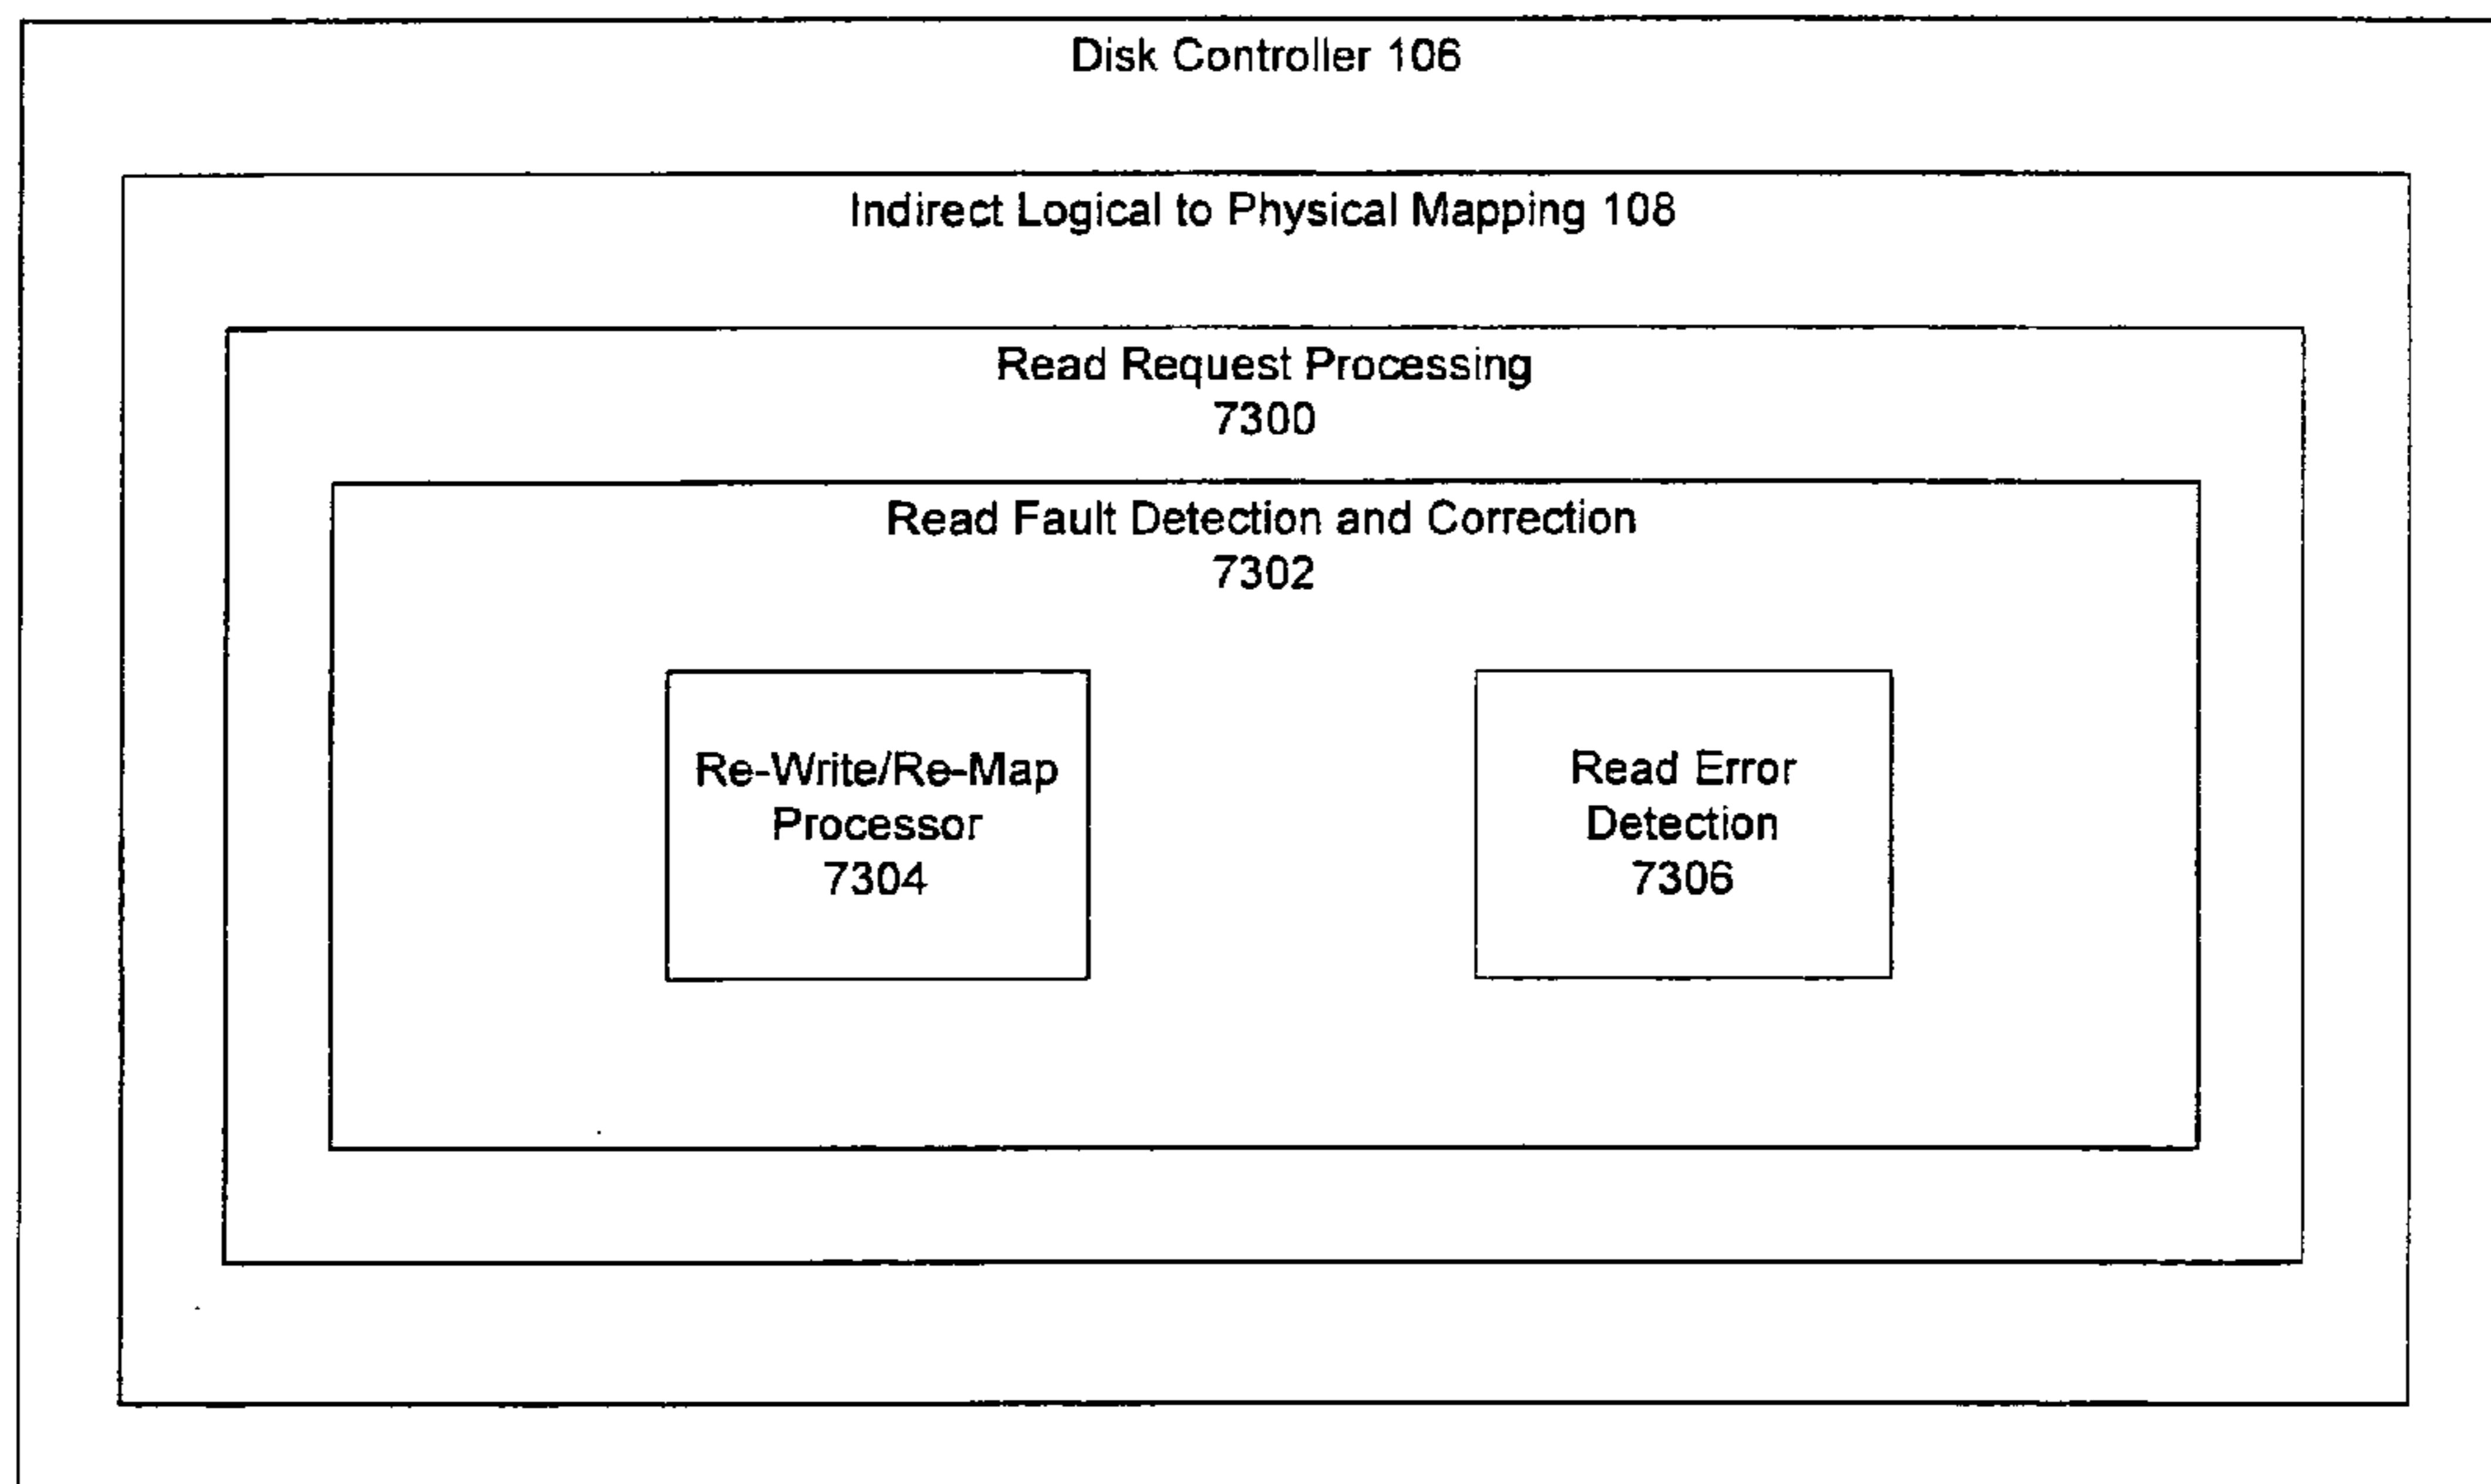 Disk Controller 106
Indirect Logical to Physical Mapping 108
Read Request Processing
7300
Read Fault Detection and Correction
7302
Re-Write/Re-Map
Processor
7304
Read Error
Detection
7306